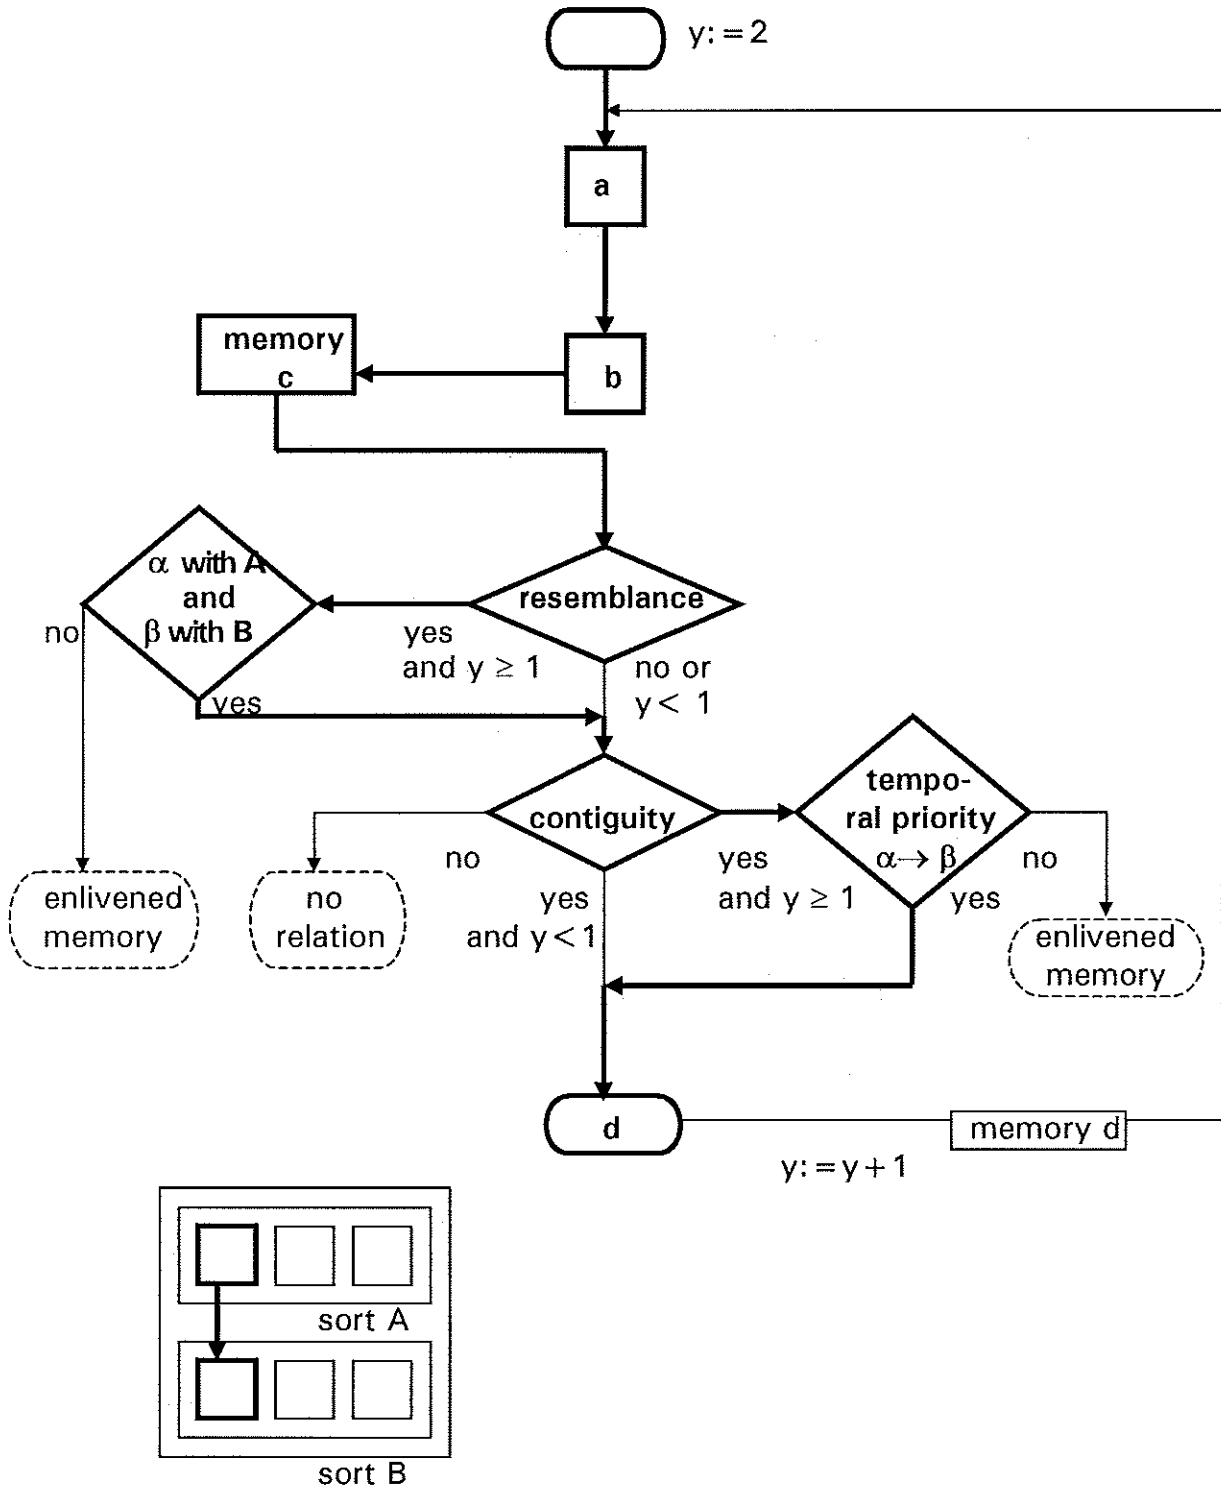 y: = 2
a
memory
c
b
α with A
and
β with B
resemblance
no
yes
and y ≥ 1
no or
y < 1
yes
tempo-
ral priority
α → β
contiguity
no
yes
and y ≥ 1
no
yes
yes
and y < 1
enlivened
memory
no
relation
enlivened
memory
d
memory d
y: = y + 1
sort A
sort B